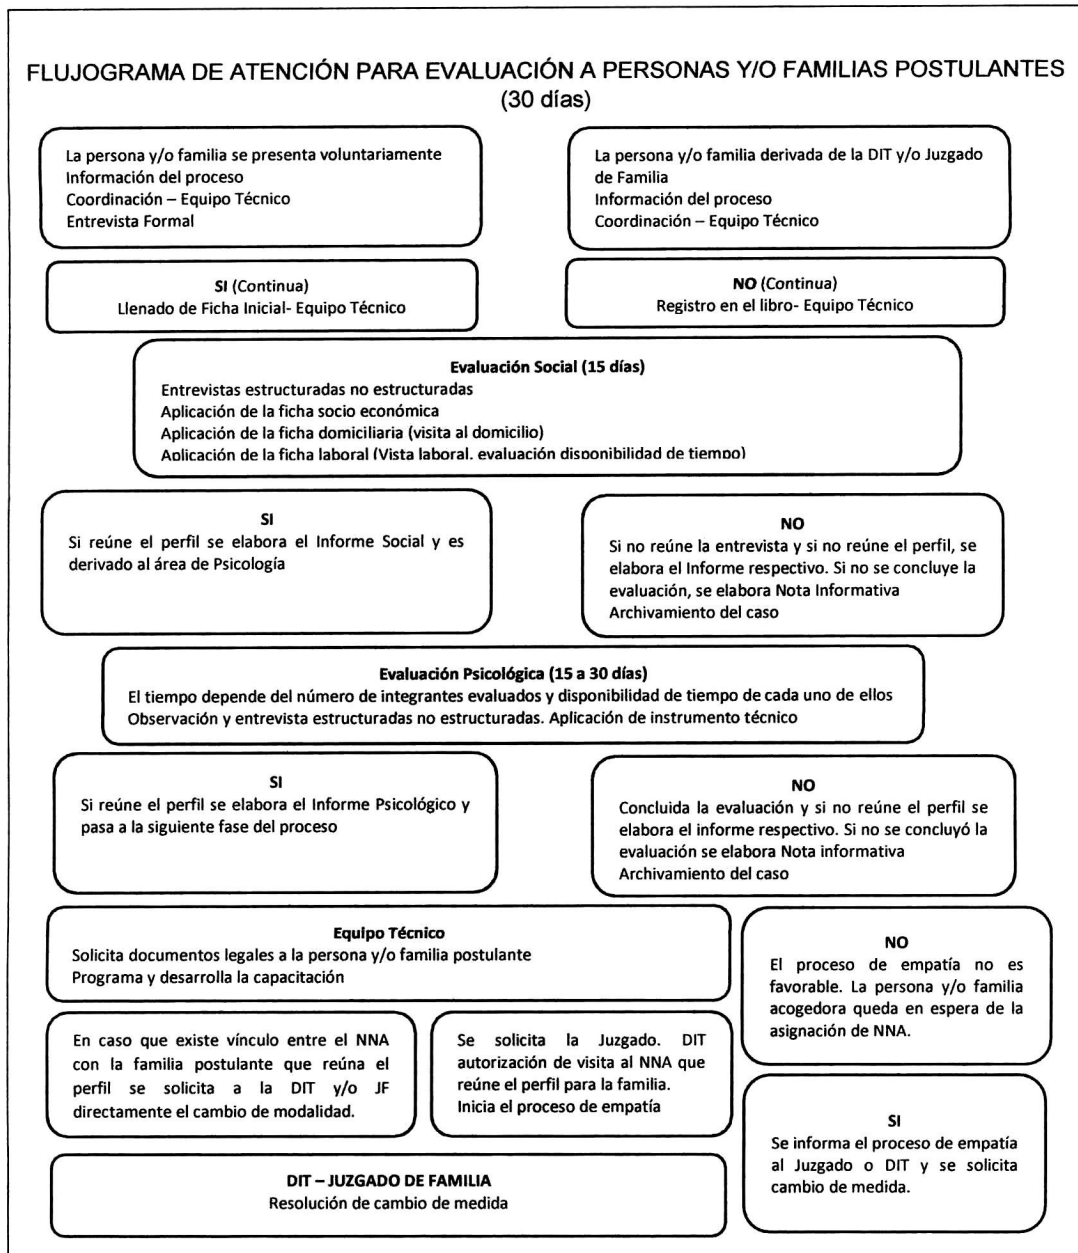 FLUJOGRAMA DE ATENCIÓN PARA EVALUACIÓN A PERSONAS Y/O FAMILIAS POSTULANTES
(30 días)
La persona y/o familia se presenta voluntariamente
Información del proceso
Coordinación – Equipo Técnico
Entrevista Formal
La persona y/o familia derivada de la DIT y/o Juzgado
de Familia
Información del proceso
Coordinación – Equipo Técnico
SI (Continua)
Llenado de Ficha Inicial- Equipo Técnico
NO (Continua)
Registro en el libro- Equipo Técnico
Evaluación Social (15 días)
Entrevistas estructuradas no estructuradas
Aplicación de la ficha socio económica
Aplicación de la ficha domiciliaria (visita al domicilio)
Aplicación de la ficha laboral (Vista laboral, evaluación disponibilidad de tiempo)
SI
Si reúne el perfil se elabora el Informe Social y es
derivado al área de Psicología
NO
Si no reúne la entrevista y si no reúne el perfil, se
elabora el Informe respectivo. Si no se concluye la
evaluación, se elabora Nota Informativa
Archivamiento del caso
Evaluación Psicológica (15 a 30 días)
El tiempo depende del número de integrantes evaluados y disponibilidad de tiempo de cada uno de ellos
Observación y entrevista estructuradas no estructuradas. Aplicación de instrumento técnico
SI
Si reúne el perfil se elabora el Informe Psicológico y
pasa a la siguiente fase del proceso
NO
Concluida la evaluación y si no reúne el perfil se
elabora el informe respectivo. Si no se concluyó la
evaluación se elabora Nota informativa
Archivamiento del caso
Equipo Técnico
Solicita documentos legales a la persona y/o familia postulante
Programa y desarrolla la capacitación
NO
El proceso de empatía no es
favorable. La persona y/o familia
acogedora queda en espera de la
asignación de NNA.
En caso que existe vínculo entre el NNA
con la familia postulante que reúna el
perfil se solicita a la DIT y/o JF
directamente el cambio de modalidad.
Se solicita la Juzgado. DIT
autorización de visita al NNA que
reúne el perfil para la familia.
Inicia el proceso de empatía
SI
Se informa el proceso de empatía
al Juzgado o DIT y se solicita
cambio de medida.
DIT – JUZGADO DE FAMILIA
Resolución de cambio de medida